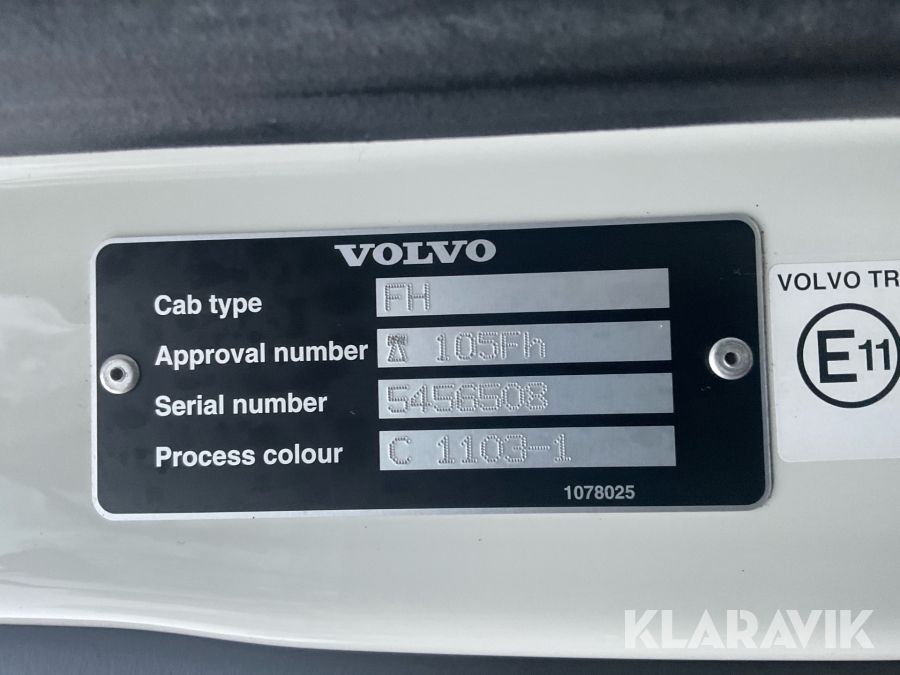 VOLVO
Cab type FH
Approval number 105Fh
Serial number 5456508
Process colour C 1103-1
1078025
VOLVO TR
E11
KLARAVIK